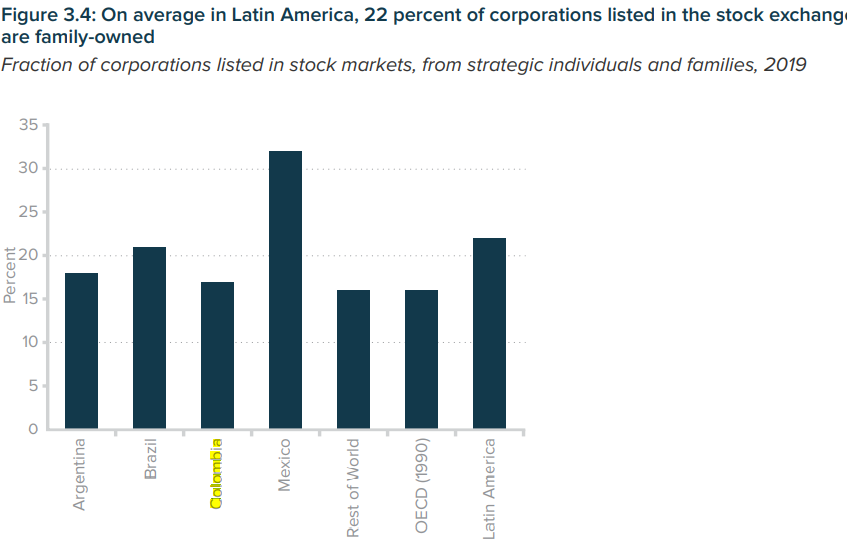 Figure 3.4: On average in Latin America, 22 percent of corporations listed in the stock exchange
are family-owned
Fraction of corporations listed in stock markets, from strategic individuals and families, 2019
35
30
25
20
15
10
5
0
Percent
Argentina
Brazil
Colombia
Mexico
Rest of World
OECD (1990)
Latin America